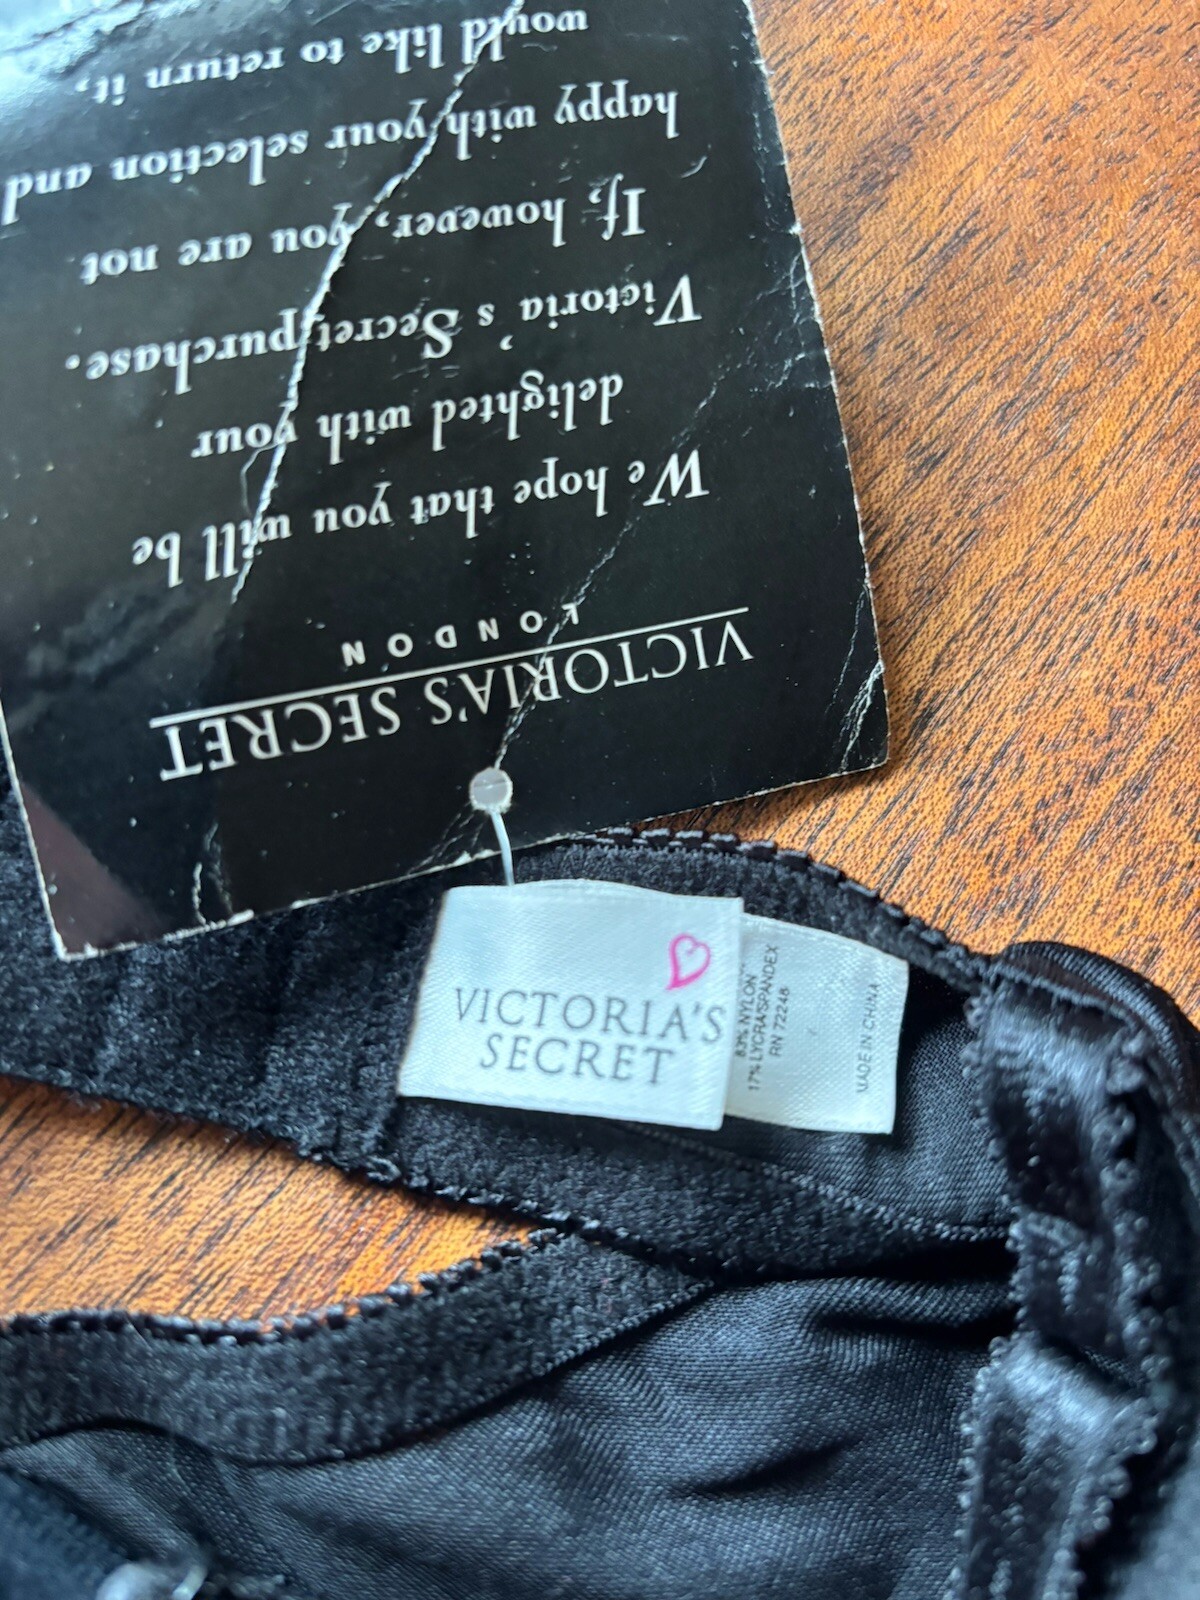 VICTORIA'S SECRET
LONDON
We hope that you will be
delighted with your
Victoria's Secret purchase.
If, however, you are not
happy with your selection and
would like to return it,
VICTORIA'S
SECRET
83% NYLON
17% LYCRA SPANDEX
RN 72248
MADE IN CHINA